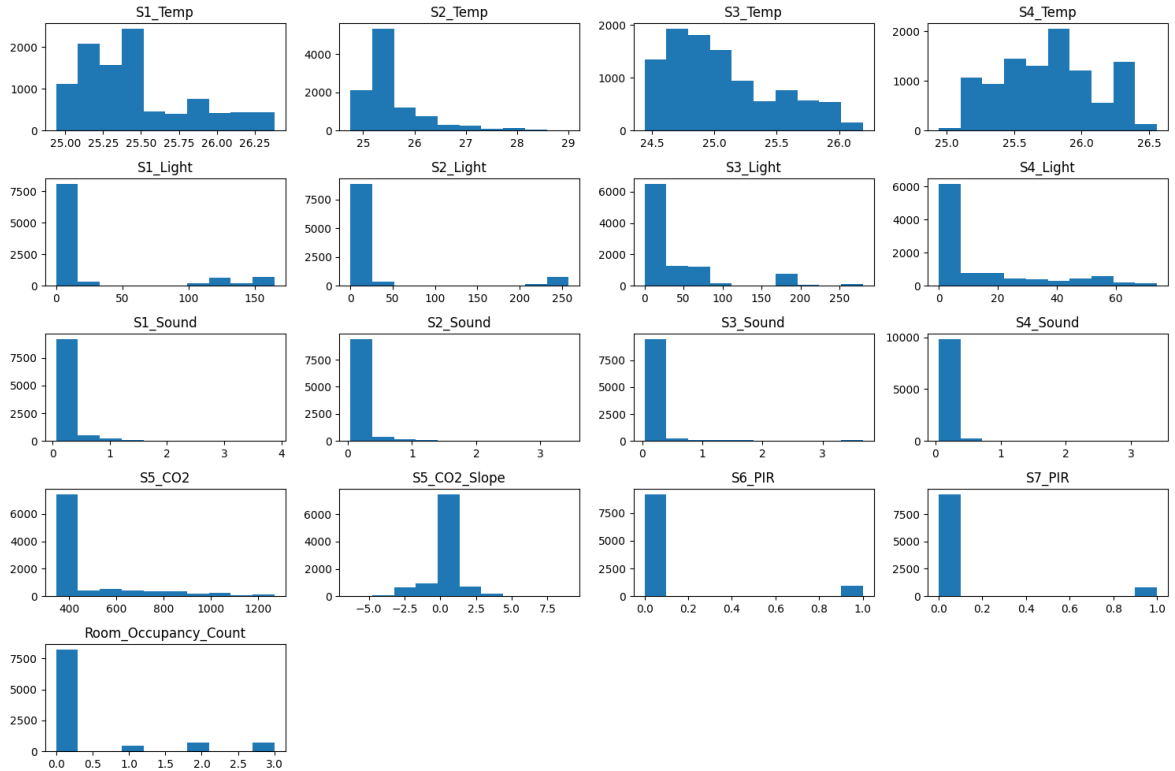 S1_Temp S2_Temp S3_Temp S4_Temp
2000 4000 2000 2000
1000 2000 1000 1000
0 0 0 0
25.00 25.25 25.50 25.75 26.00 26.25 25 26 27 28 29 24.5 25.0 25.5 26.0 25.0 25.5 26.0 26.5
S1_Light S2_Light S3_Light S4_Light
7500 7500 6000 6000
5000 5000 4000 4000
2500 2500 2000 2000
0 0 0 0
0 50 100 150 0 50 100 150 200 250 0 50 100 150 200 250 0 20 40 60
S1_Sound S2_Sound S3_Sound S4_Sound
7500 7500 7500 10000
5000 5000 5000 5000
2500 2500 2500
0 0 0 0
0 1 2 3 4 0 1 2 3 0 1 2 3 0 1 2 3
S5_CO2 S5_CO2_Slope S6_PIR S7_PIR
6000 6000 7500 7500
4000 4000 5000 5000
2000 2000 2500 2500
0 0 0 0
400 600 800 1000 1200 −5.0 −2.5 0.0 2.5 5.0 7.5 0.0 0.2 0.4 0.6 0.8 1.0 0.0 0.2 0.4 0.6 0.8 1.0
Room_Occupancy_Count
7500
5000
2500
0
0.0 0.5 1.0 1.5 2.0 2.5 3.0